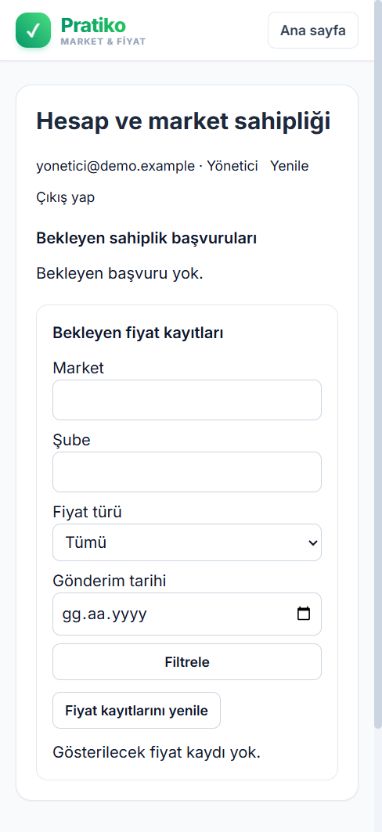 Pratiko
MARKET & FİYAT
Ana sayfa
Hesap ve market sahipliği
yonetici@demo.example · Yönetici Yenile
Çıkış yap
Bekleyen sahiplik başvuruları
Bekleyen başvuru yok.
Bekleyen fiyat kayıtları
Market
Şube
Fiyat türü
Tümü
Gönderim tarihi
gg.aa.yyyy
Filtrele
Fiyat kayıtlarını yenile
Gösterilecek fiyat kaydı yok.